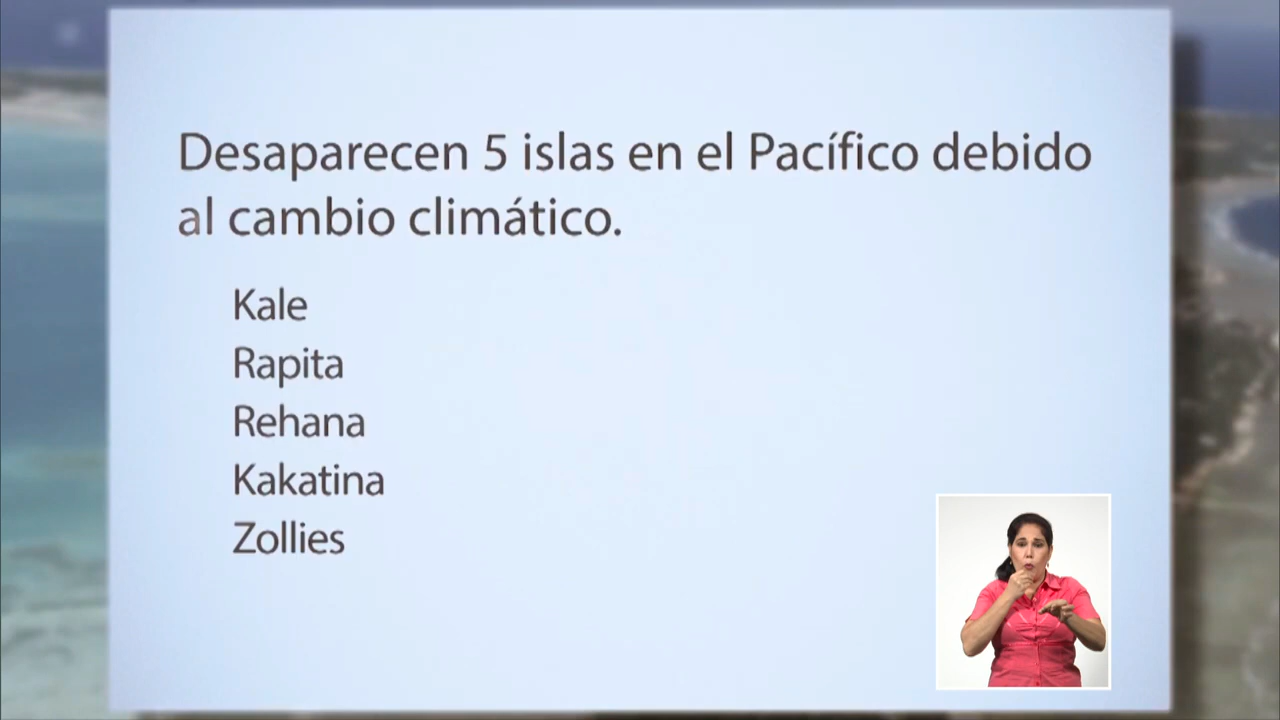 Desaparecen 5 islas en el Pacífico debido
al cambio climático.
Kale
Rapita
Rehana
Kakatina
Zollies